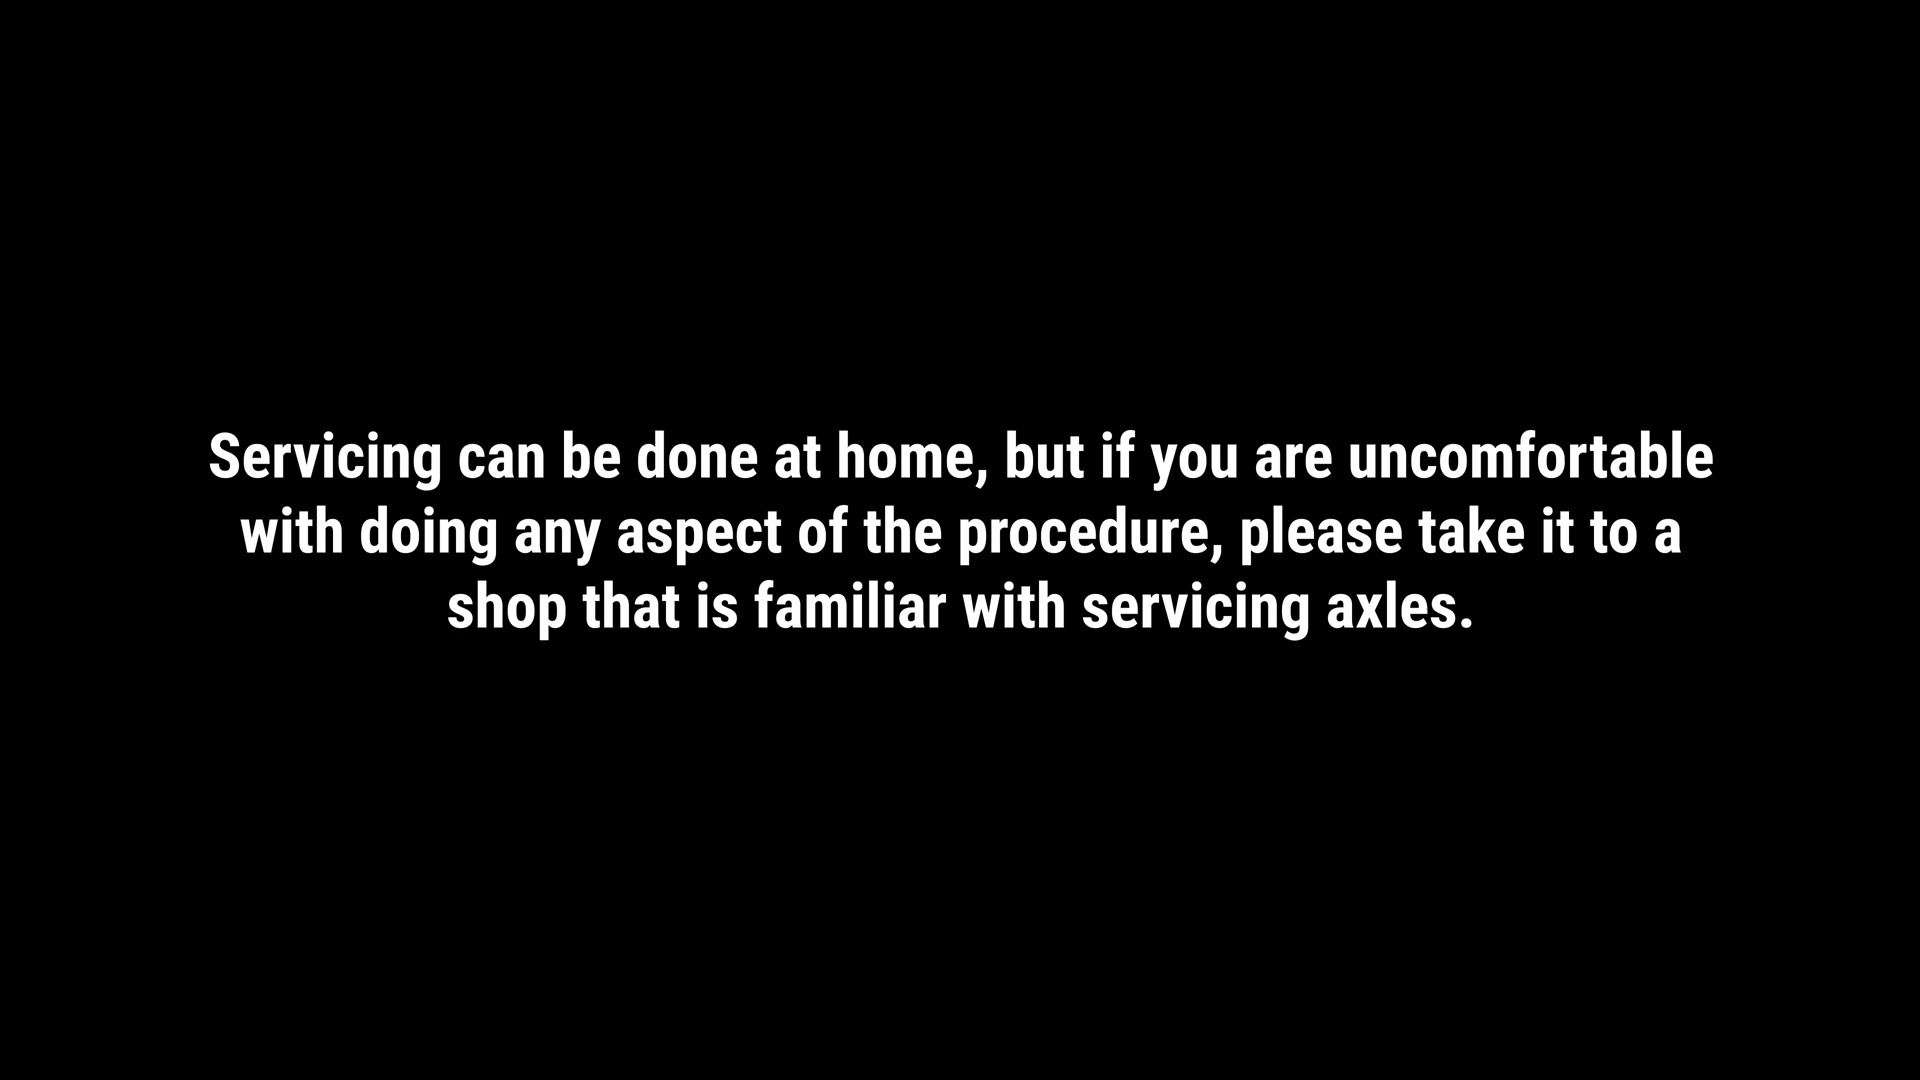 Servicing can be done at home, but if you are uncomfortable
with doing any aspect of the procedure, please take it to a
shop that is familiar with servicing axles.